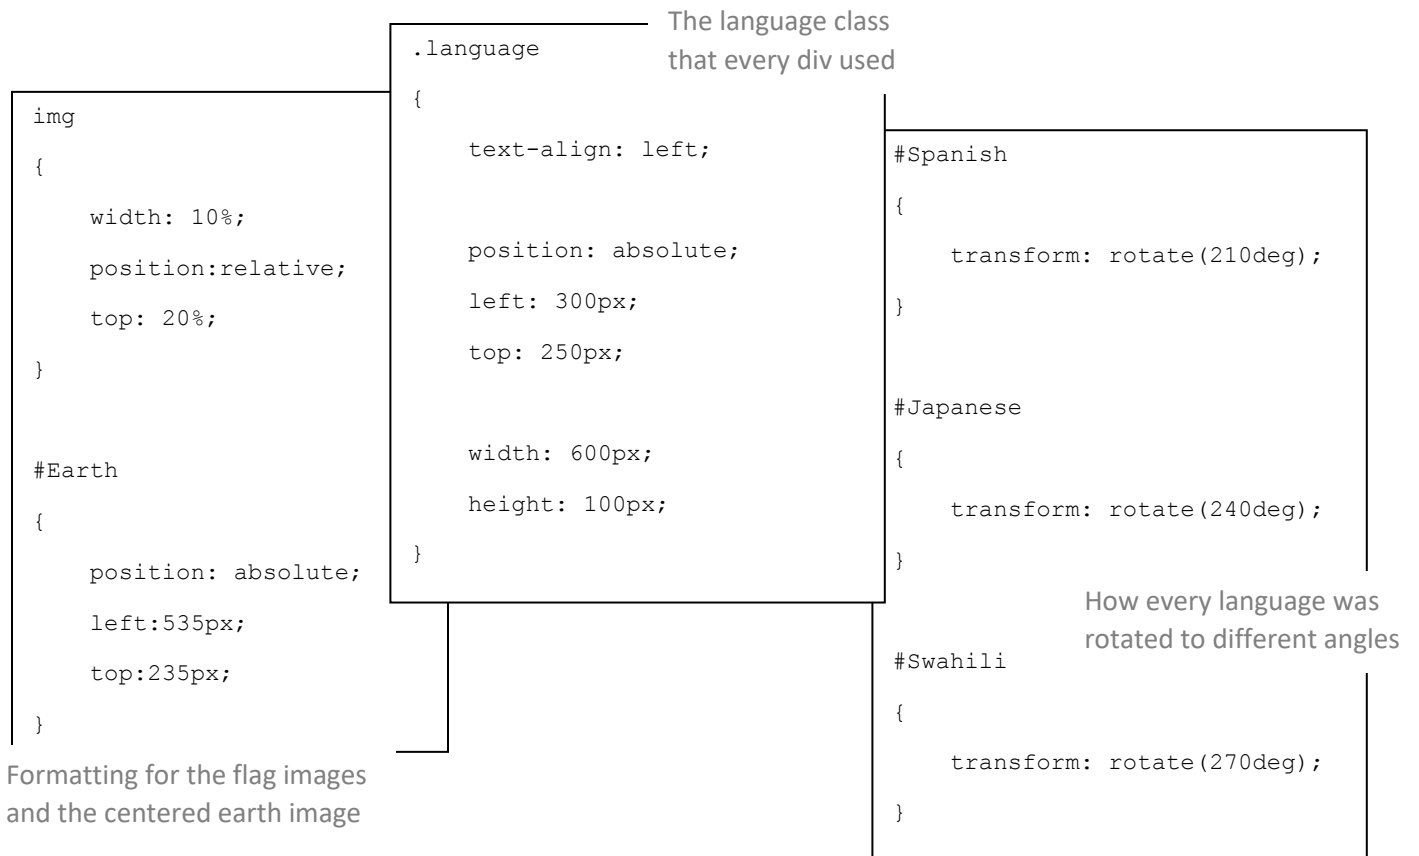 img
{
    width: 10%;
    position:relative;
    top: 20%;
}
#Earth
{
    position: absolute;
    left:535px;
    top:235px;
}
Formatting for the flag images
and the centered earth image
The language class
that every div used
.language
{
    text-align: left;
    position: absolute;
    left: 300px;
    top: 250px;
    width: 600px;
    height: 100px;
}
#Spanish
{
    transform: rotate(210deg);
}
#Japanese
{
    transform: rotate(240deg);
}
How every language was
rotated to different angles
#Swahili
{
    transform: rotate(270deg);
}